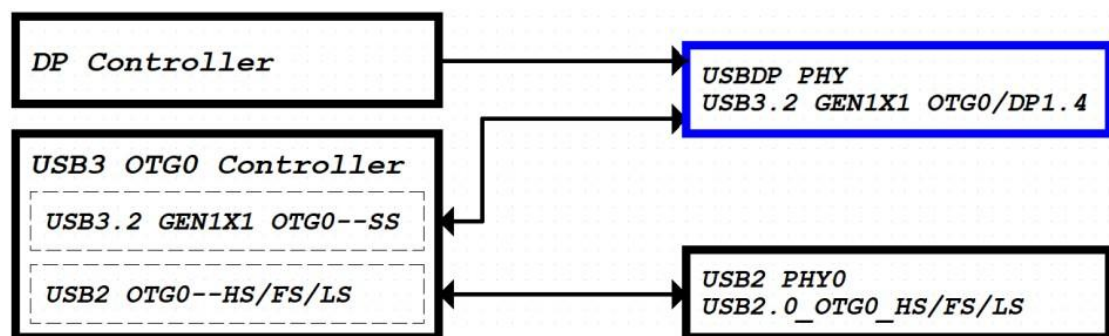 DP Controller
USBDP PHY
USB3.2 GEN1X1 OTG0/DP1.4
USB3 OTG0 Controller
USB3.2 GEN1X1 OTG0--SS
USB2 OTG0--HS/FS/LS
USB2 PHY0
USB2.0_OTG0_HS/FS/LS